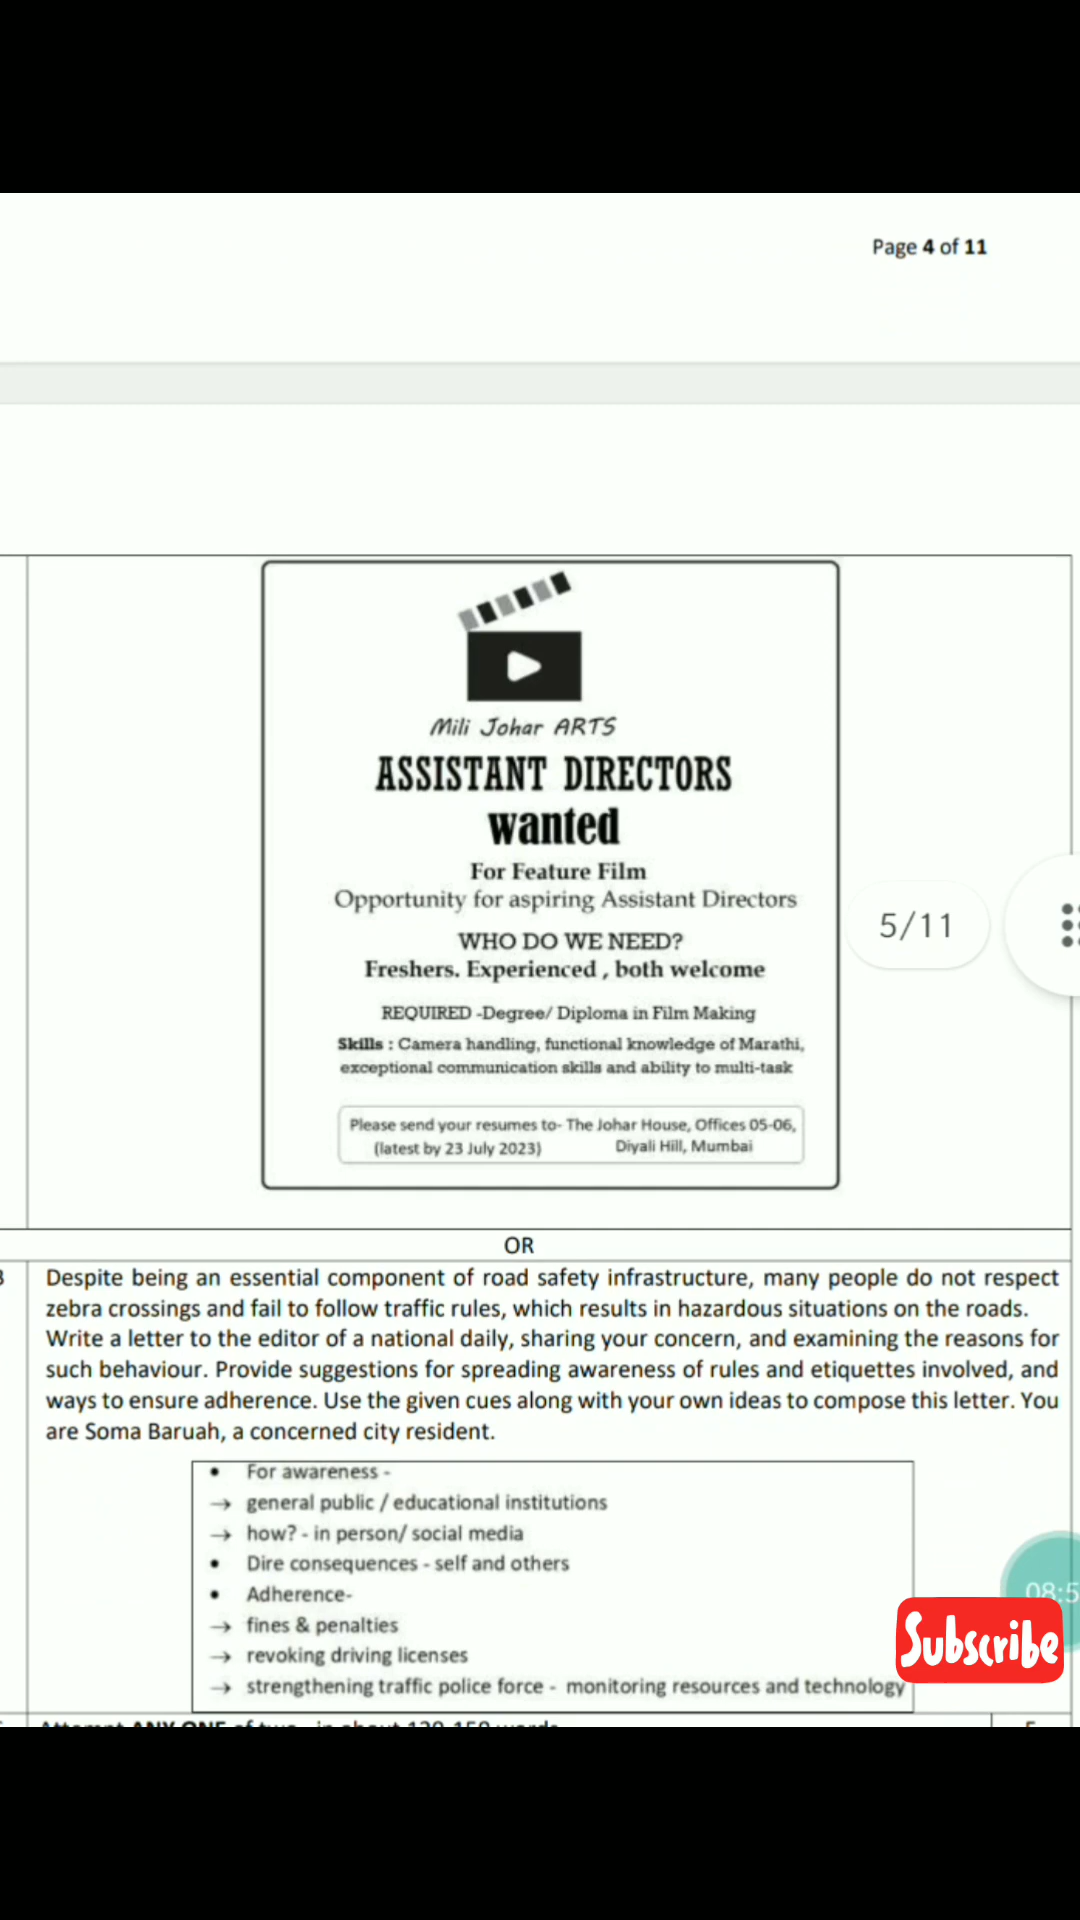 Page 4 of 11
Mili Johar ARTS
ASSISTANT DIRECTORS
wanted
For Feature Film
Opportunity for aspiring Assistant Directors
WHO DO WE NEED?
Freshers. Experienced , both welcome
REQUIRED -Degree/ Diploma in Film Making
Skills : Camera handling, functional knowledge of Marathi,
exceptional communication skills and ability to multi-task
Please send your resumes to- The Johar House, Offices 05-06,
(latest by 23 July 2023) Diyali Hill, Mumbai
5/11
OR
Despite being an essential component of road safety infrastructure, many people do not respect
zebra crossings and fail to follow traffic rules, which results in hazardous situations on the roads.
Write a letter to the editor of a national daily, sharing your concern, and examining the reasons for
such behaviour. Provide suggestions for spreading awareness of rules and etiquettes involved, and
ways to ensure adherence. Use the given cues along with your own ideas to compose this letter. You
are Soma Baruah, a concerned city resident.
• For awareness -
→ general public / educational institutions
→ how? - in person/ social media
• Dire consequences - self and others
• Adherence-
→ fines & penalties
→ revoking driving licenses
→ strengthening traffic police force - monitoring resources and technology
08:5
Subscribe